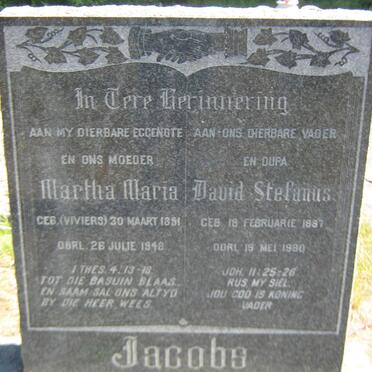 In Tere Herinnering
AAN MY DIERBARE EGGENOTE
EN ONS MOEDER
Martha Maria
GEB. (VIVIERS) 30 MAART 1891
OORL. 26 JULIE 1948
1 THES. 4:13-18
TOT DIE BASUIN BLAAS
EN SAAM SAL ONS ALTYD
BY DIE HEER WEES.
AAN ONS DIERBARE VADER
EN OUPA
David Stefanus
GEB. 18 FEBRUARIE 1887
OORL. 15 MEI 1980
JOH. 11:25-26
RUS MY SIEL
JOU GOD IS KONING
VADER
Jacobs